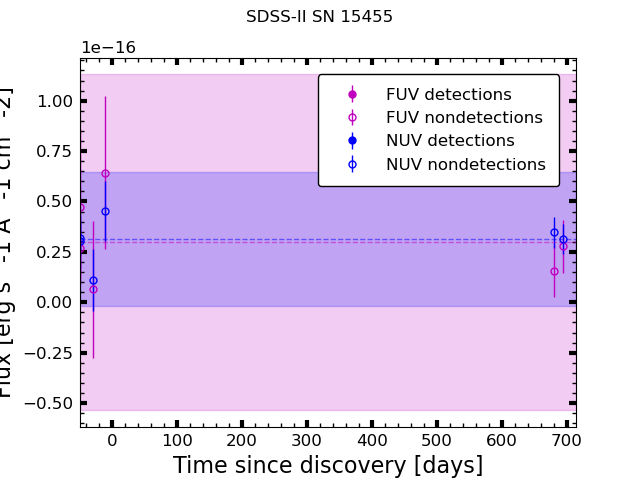 SDSS-II SN 15455
1e−16
FUV detections
FUV nondetections
NUV detections
NUV nondetections
1.00
0.75
0.50
0.25
0.00
−0.25
−0.50
Flux [erg s -1 A -1 cm -2]
0 100 200 300 400 500 600 700
Time since discovery [days]